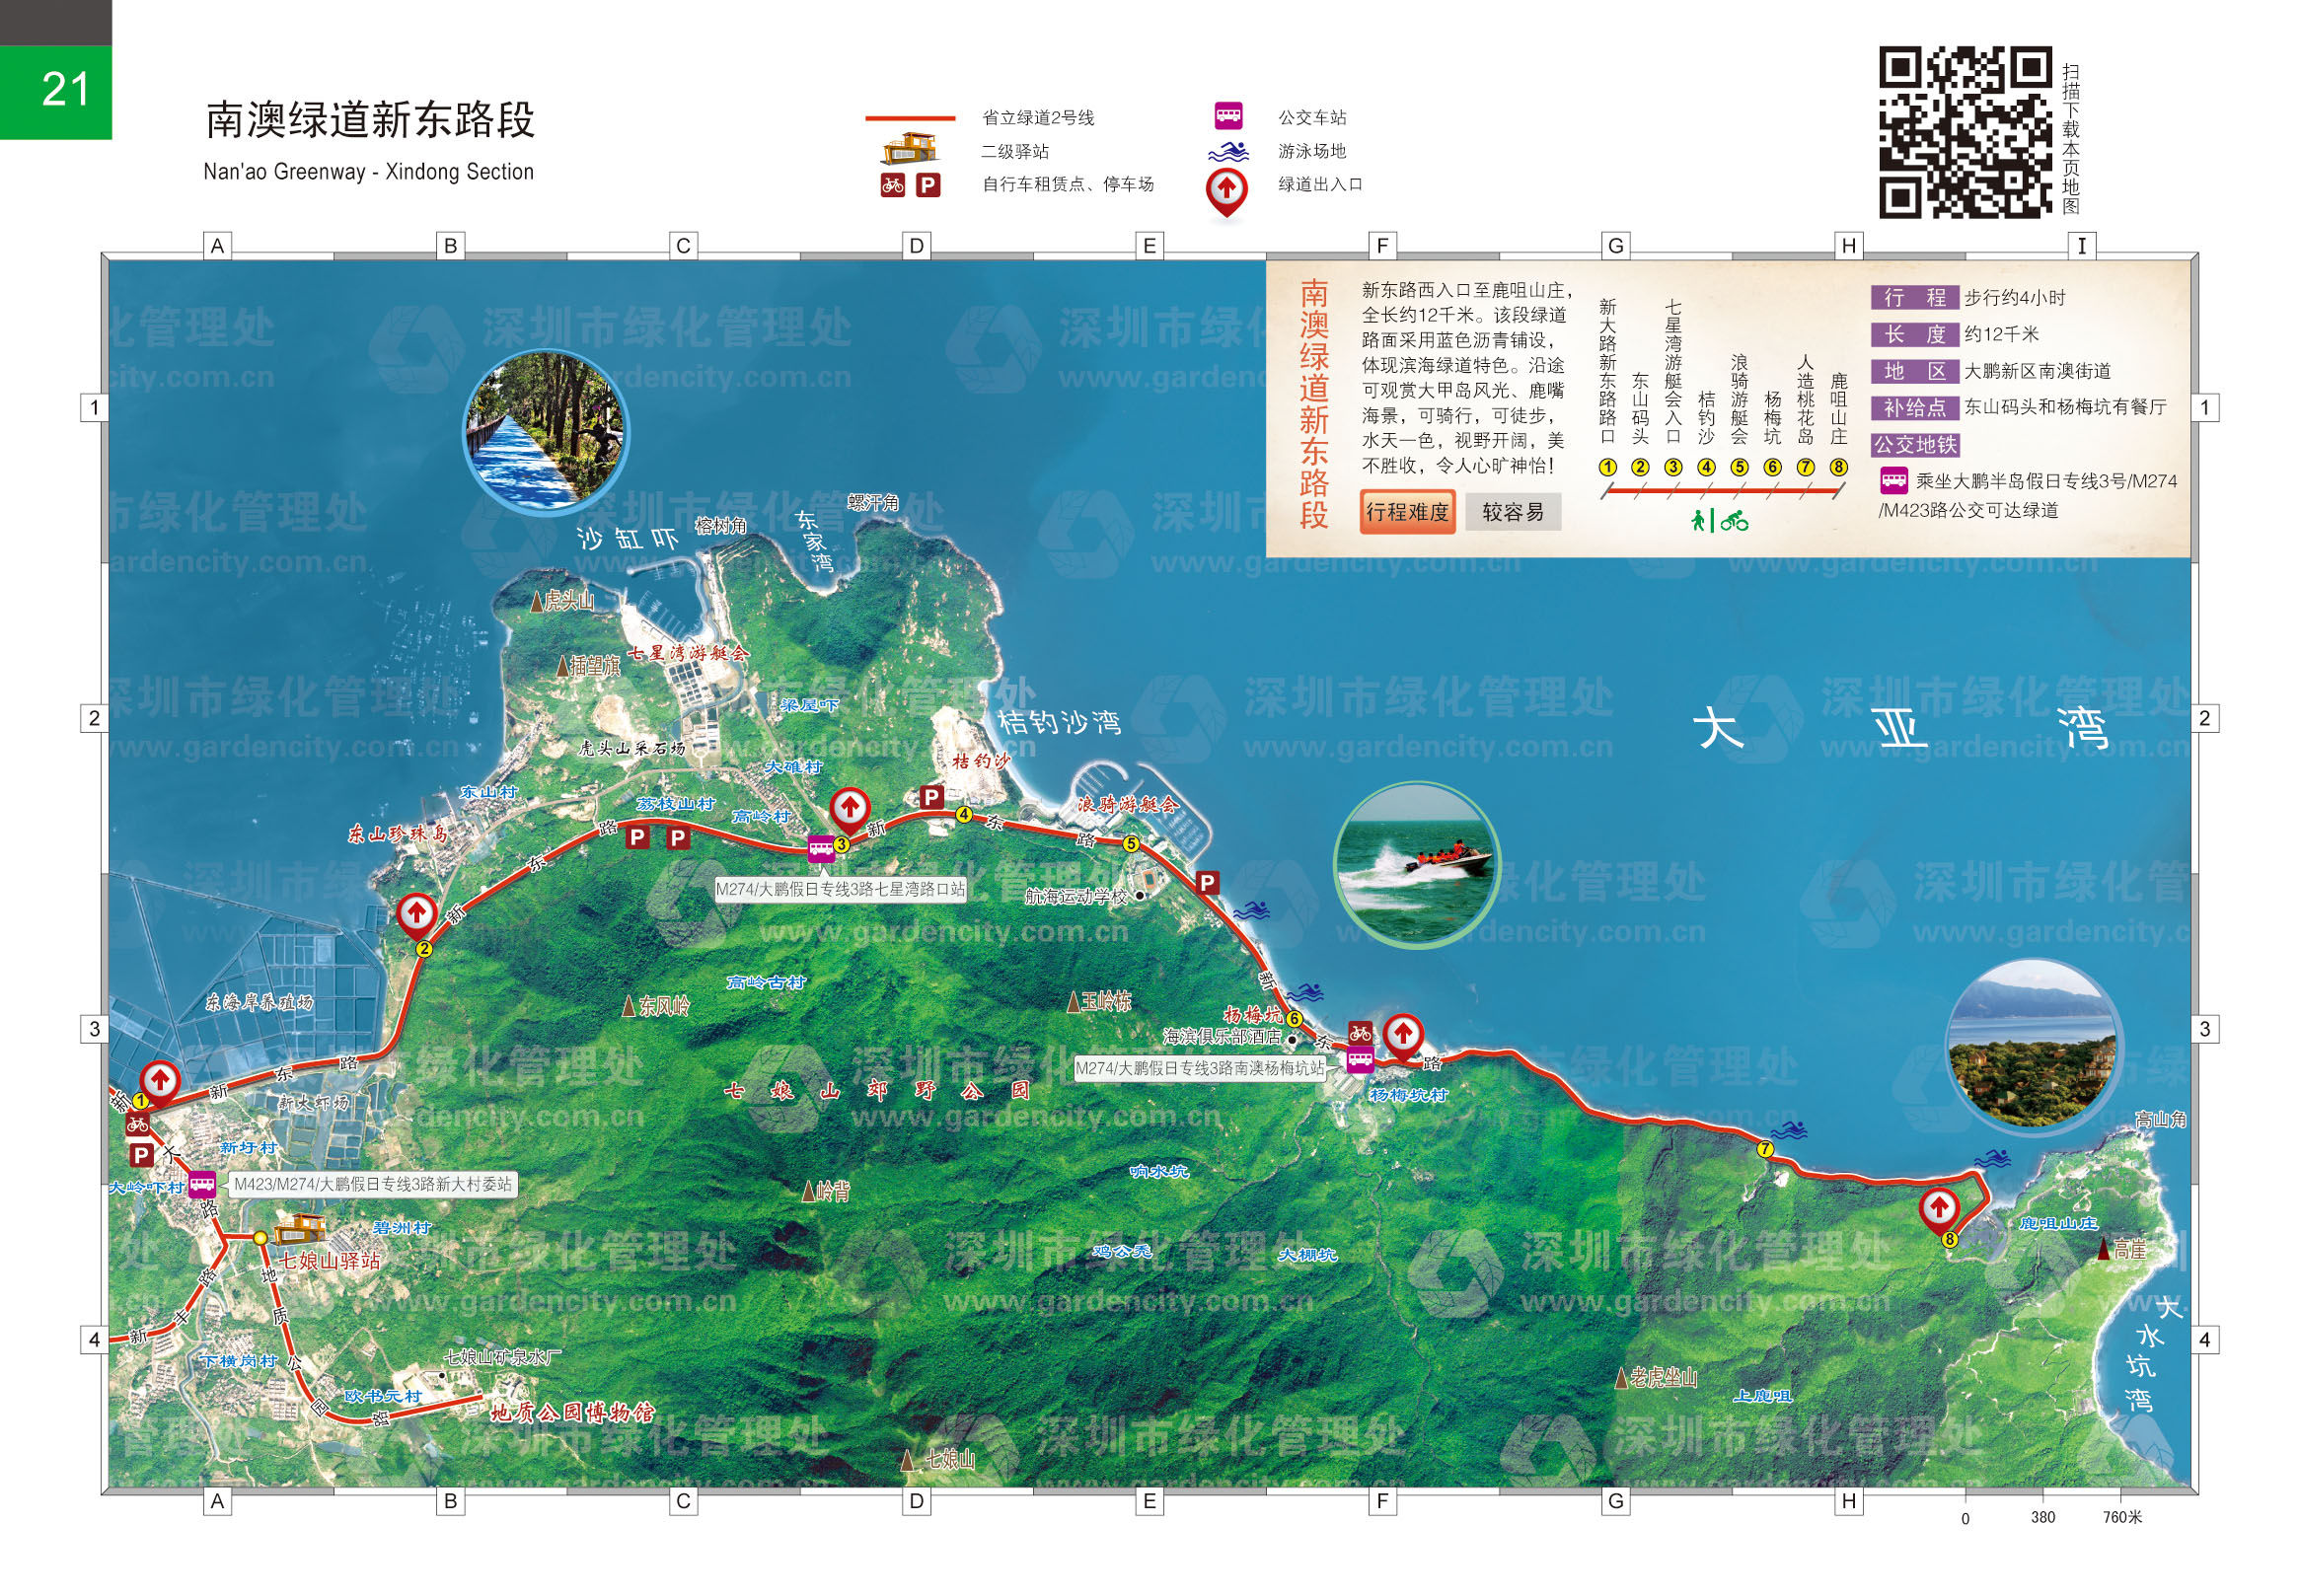 21
南澳绿道新东路段
Nan'ao Greenway - Xindong Section
省立绿道2号线
二级驿站
自行车租赁点、停车场
公交车站
游泳场地
绿道出入口
扫描下载本页地图
A B C D E F G H I
1
2
3
4
南澳绿道新东路段
新东路西入口至鹿咀山庄，
全长约12千米。该段绿道
路面采用蓝色沥青铺设，
体现滨海绿道特色。沿途
可观赏大甲岛风光、鹿嘴
海景，可骑行，可徒步，
水天一色，视野开阔，美
不胜收，令人心旷神怡！
行程难度 较容易
新大路新东路路口
东山码头
七星湾游艇会入口
桔钓沙
浪骑游艇会
杨梅坑
人造桃花岛
鹿咀山庄
1 2 3 4 5 6 7 8
行程 步行约4小时
长度 约12千米
地区 大鹏新区南澳街道
补给点 东山码头和杨梅坑有餐厅
公交地铁
乘坐大鹏半岛假日专线3号/M274
/M423路公交可达绿道
沙缸吓
榕树角
东家湾
螺汗角
虎头山
插望旗
七星湾游艇会
梁屋吓
虎头山采石场
大碓村
桔钓沙湾
桔钓沙
大亚湾
东山村
荔枝山村
高岭村
东山珍珠岛
浪骑游艇会
P
P P
3
4
5
P
新东路
新东路
M274/大鹏假日专线3路七星湾路口站
航海运动学校
2
东海岸养殖场
高岭古村
东风岭
玉岭栋
杨梅坑
6
海滨俱乐部酒店
M274/大鹏假日专线3路南澳杨梅坑站
新东路
杨梅坑村
七娘山郊野公园
新东路
新大虾场
1
P
新大路
新圩村
大岭吓村
M423/M274/大鹏假日专线3路新大村委站
碧洲村
七娘山驿站
岭背
响水坑
鸡公秃
大棚坑
7
8
高山角
鹿咀山庄
高崖
大水坑湾
新丰路
地质公园路
下横岗村
七娘山矿泉水厂
欧书元村
地质公园博物馆
七娘山
老虎坐山
上鹿咀
深圳市绿化管理处
www.gardencity.com.cn
A B C D E F G H
1
2
3
4
0 380 760米